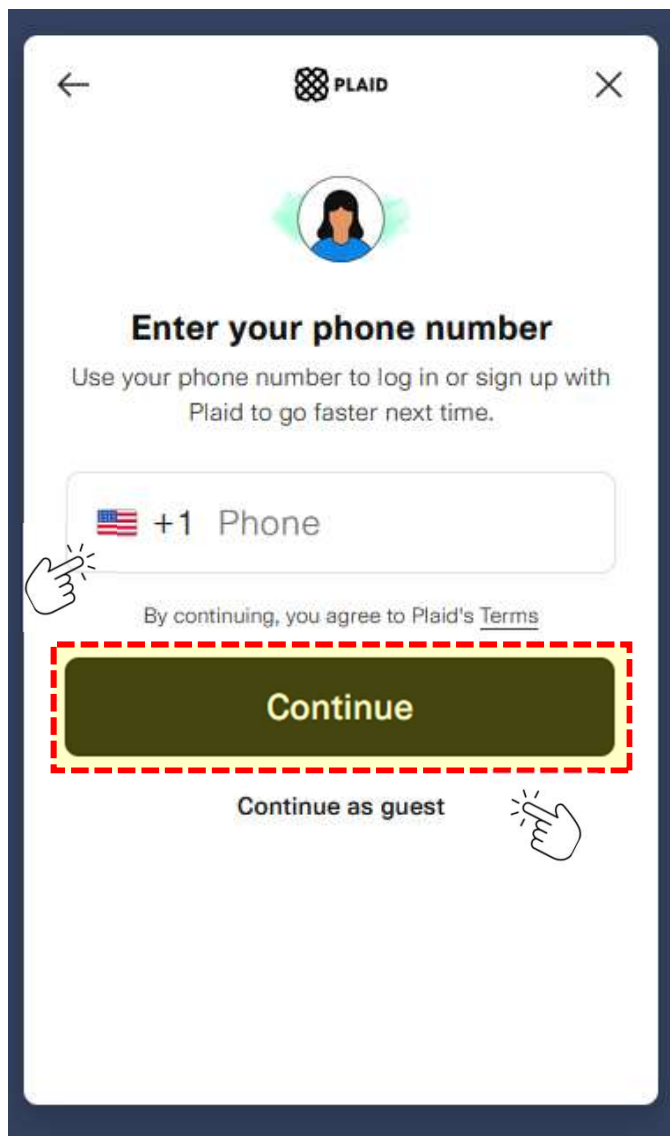 PLAID
Enter your phone number
Use your phone number to log in or sign up with
Plaid to go faster next time.
+1 Phone
By continuing, you agree to Plaid's Terms
Continue
Continue as guest